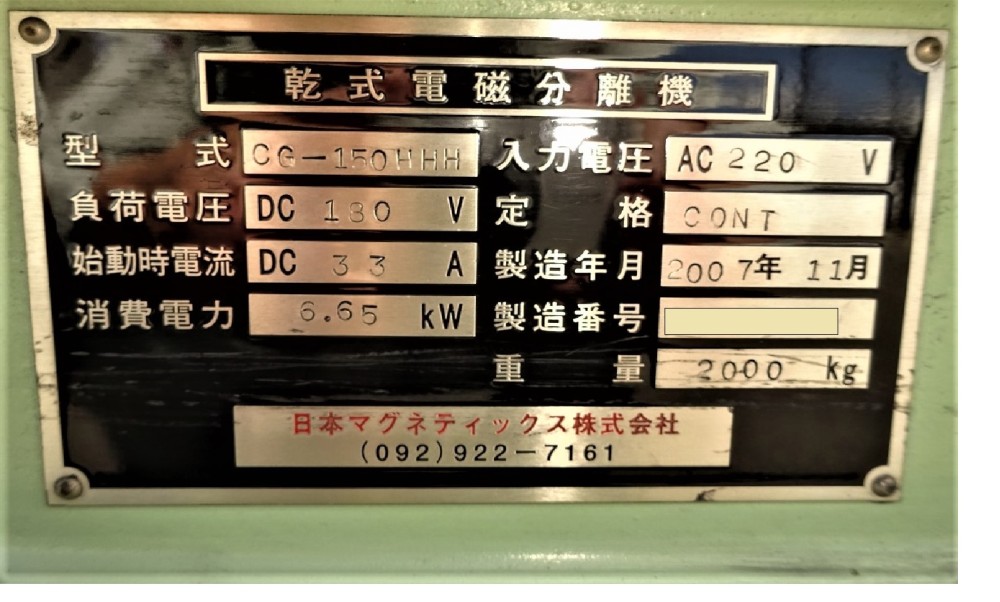 乾式電磁分離機
型式 CG-150HHH 入力電圧 AC 220 V
負荷電圧 DC 180 V 定格 CONT
始動時電流 DC 33 A 製造年月 2007年 11月
消費電力 6.65 kW 製造番号
重量 2000 kg
日本マグネティックス株式会社
(092)922-7161